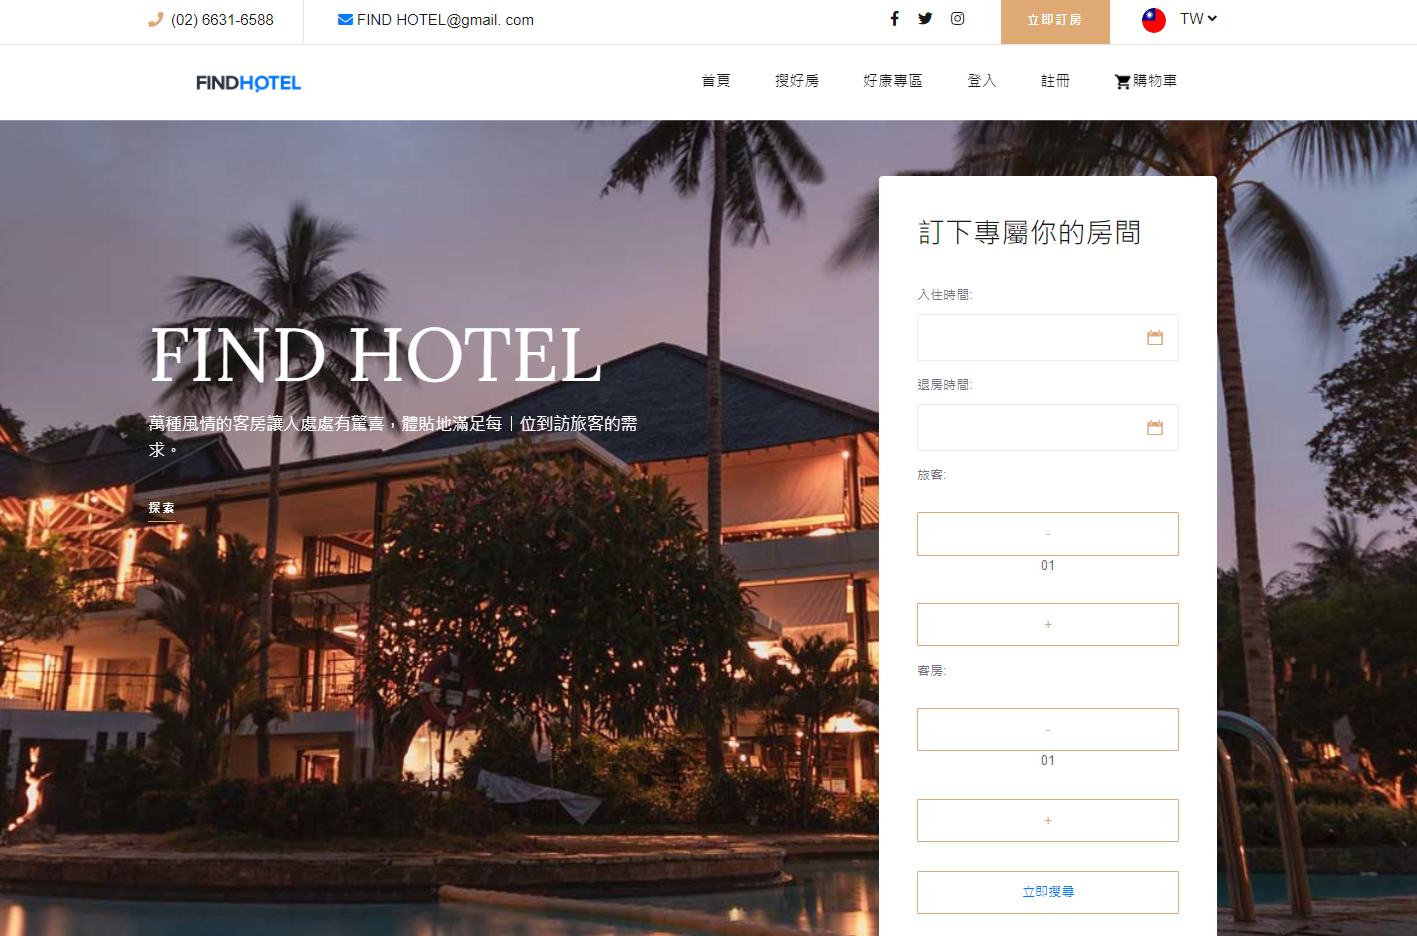 (02) 6631-6588
FIND HOTEL@gmail. com
立即訂房
TW
FINDHOTEL
首頁
搜好房
好康專區
登入
註冊
購物車
FIND HOTEL
萬種風情的客房讓人處處有驚喜，體貼地滿足每｜位到訪旅客的需
求。
探索
訂下專屬你的房間
入住時間:
退房時間:
旅客:
-
01
+
客房:
-
01
+
立即搜尋